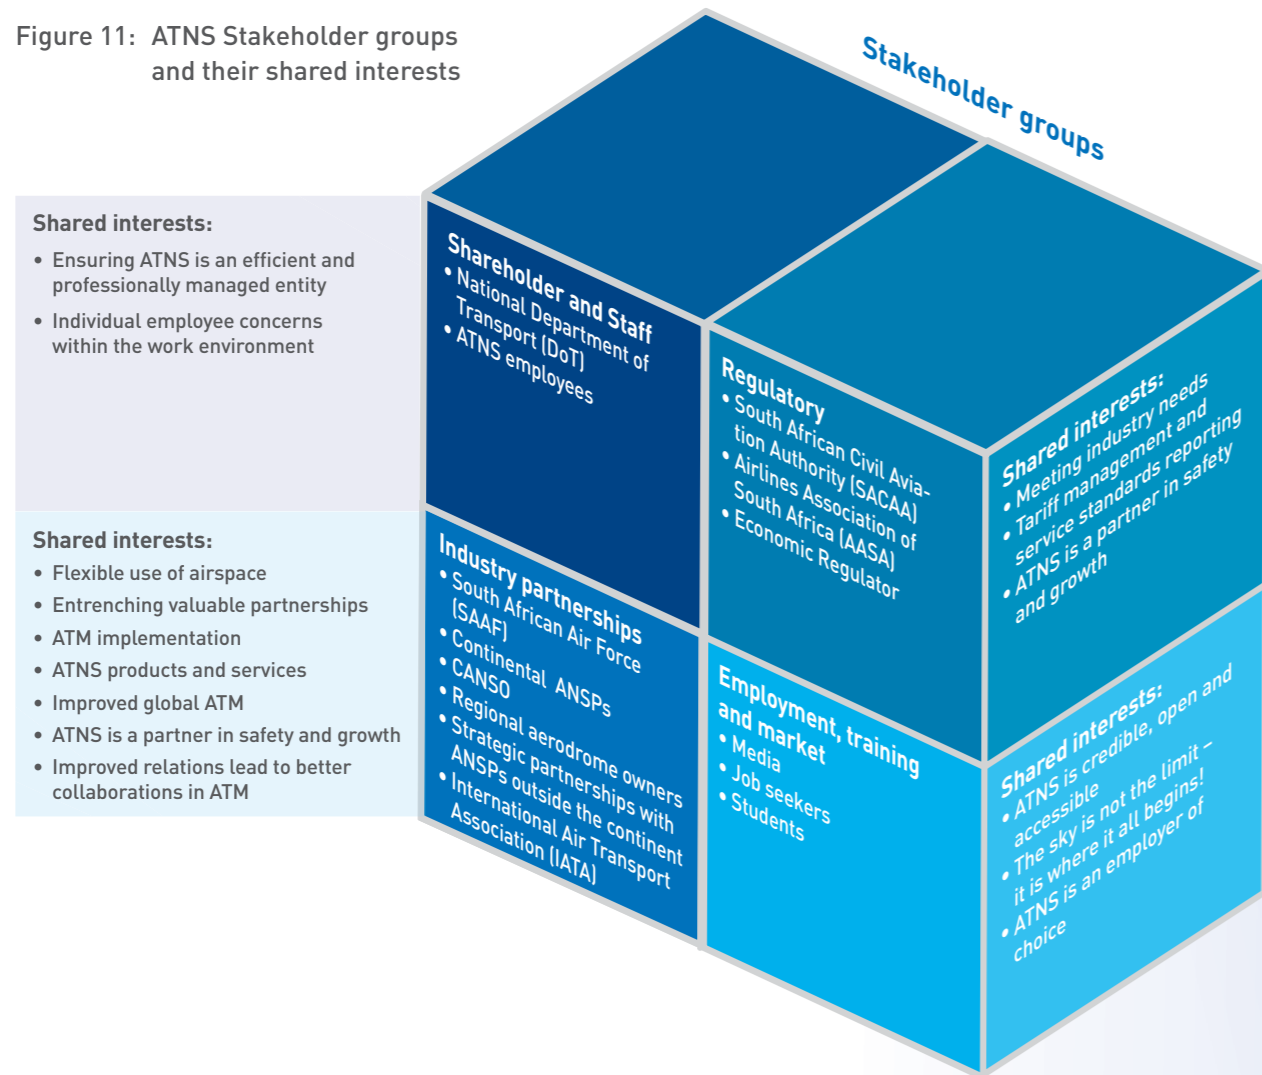 Figure 11: ATNS Stakeholder groups
and their shared interests
Stakeholder groups
Shared interests:
• Ensuring ATNS is an efficient and
professionally managed entity
• Individual employee concerns
within the work environment
Shareholder and Staff
• National Department of
Transport (DoT)
• ATNS employees
Regulatory
• South African Civil Avia-
tion Authority (SACAA)
• Airlines Association of
South Africa (AASA)
• Economic Regulator
Shared interests:
• Meeting industry needs
• Tariff management and
service standards reporting
• ATNS is a partner in safety
and growth
Shared interests:
• Flexible use of airspace
• Entrenching valuable partnerships
• ATM implementation
• ATNS products and services
• Improved global ATM
• ATNS is a partner in safety and growth
• Improved relations lead to better
collaborations in ATM
Industry partnerships
• South African Air Force
(SAAF)
• Continental ANSPs
• CANSO
• Regional aerodrome owners
• Strategic partnerships with
ANSPs outside the continent
• International Air Transport
Association (IATA)
Employment, training
and market
• Media
• Job seekers
• Students
Shared interests:
• ATNS is credible, open and
accessible
• The sky is not the limit –
it is where it all begins!
• ATNS is an employer of
choice